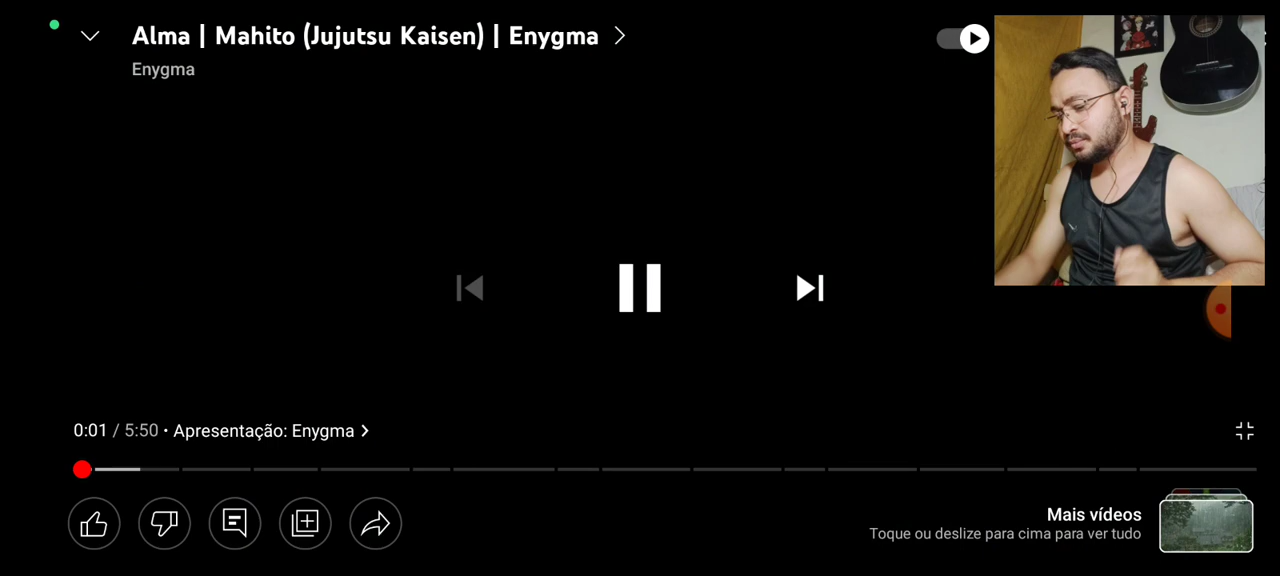 Alma | Mahito (Jujutsu Kaisen) | Enygma
Enygma
0:01 / 5:50 • Apresentação: Enygma
Mais vídeos
Toque ou deslize para cima para ver tudo